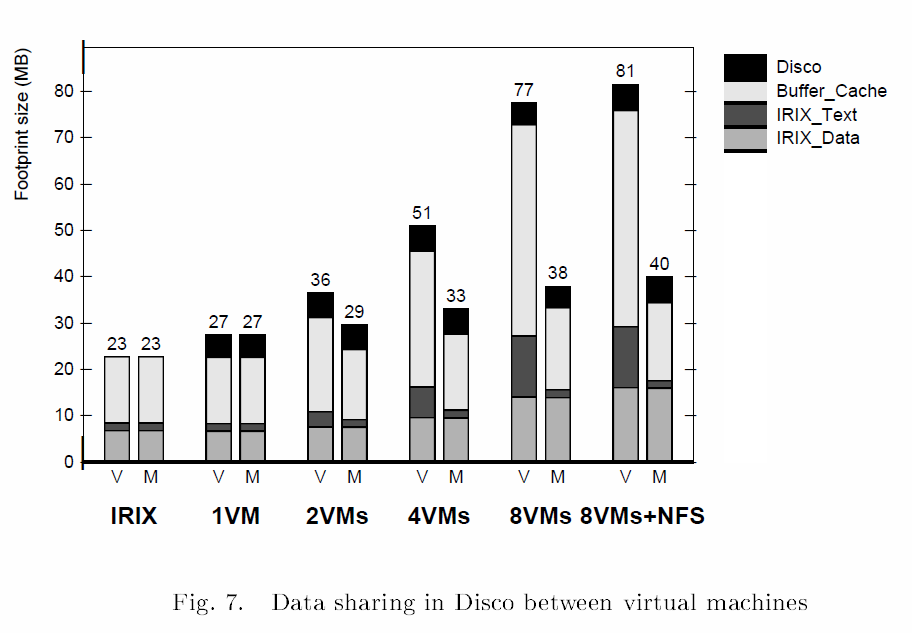 Footprint size (MB)
80
70
60
50
40
30
20
10
0
23 23
27 27
36 29
51 33
77 38
81 40
V M V M V M V M V M V M
IRIX 1VM 2VMs 4VMs 8VMs 8VMs+NFS
Disco
Buffer_Cache
IRIX_Text
IRIX_Data
Fig. 7. Data sharing in Disco between virtual machines